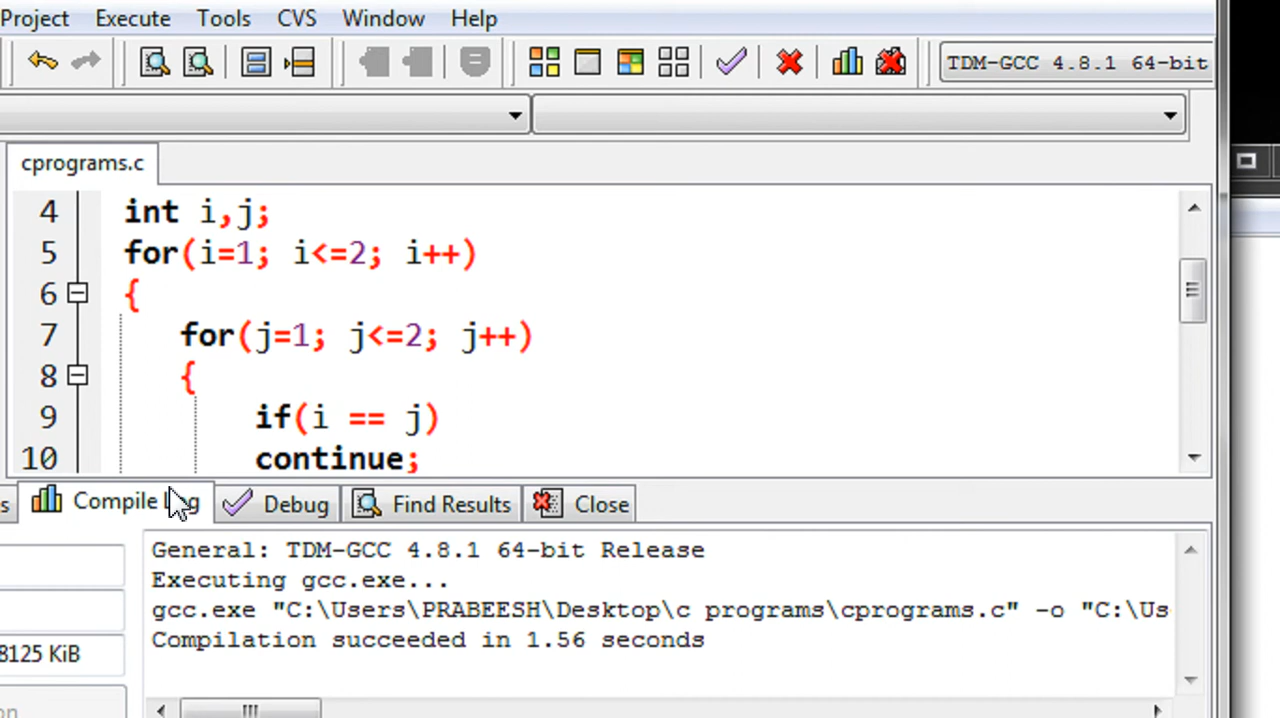 Project Execute Tools CVS Window Help
TDM-GCC 4.8.1 64-bit
cprograms.c
4 int i,j;
5 for(i=1; i<=2; i++)
6 {
7 for(j=1; j<=2; j++)
8 {
9 if(i == j)
10 continue;
s Compile Debug Find Results Close
General: TDM-GCC 4.8.1 64-bit Release
Executing gcc.exe...
gcc.exe "C:\Users\PRABEESH\Desktop\c programs\cprograms.c" -o "C:\Us
Compilation succeeded in 1.56 seconds
8125 KiB
on